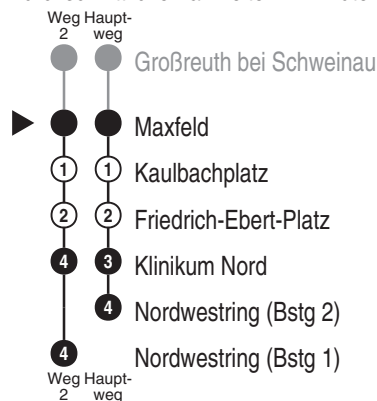 Weg Haupt-
2 weg
Großreuth bei Schweinau
Maxfeld
1 1 Kaulbachplatz
2 2 Friedrich-Ebert-Platz
4 3 Klinikum Nord
4 Nordwestring (Bstg 2)
4 Nordwestring (Bstg 1)
Weg Haupt-
2 weg